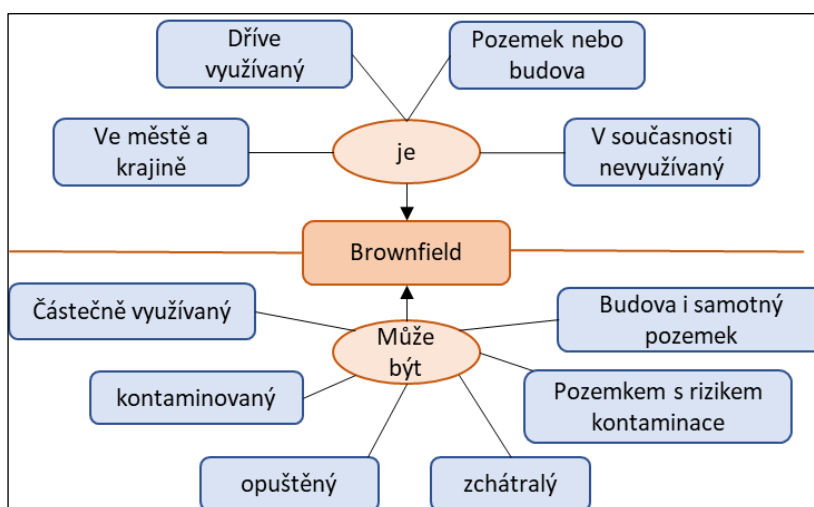 Dříve
využívaný
Pozemek nebo
budova
Ve městě a
krajině
je
V současnosti
nevyužívaný
Brownfield
Částečně využívaný
Budova i samotný
pozemek
Může
být
kontaminovaný
Pozemkem s rizikem
kontaminace
opuštěný
zchátralý